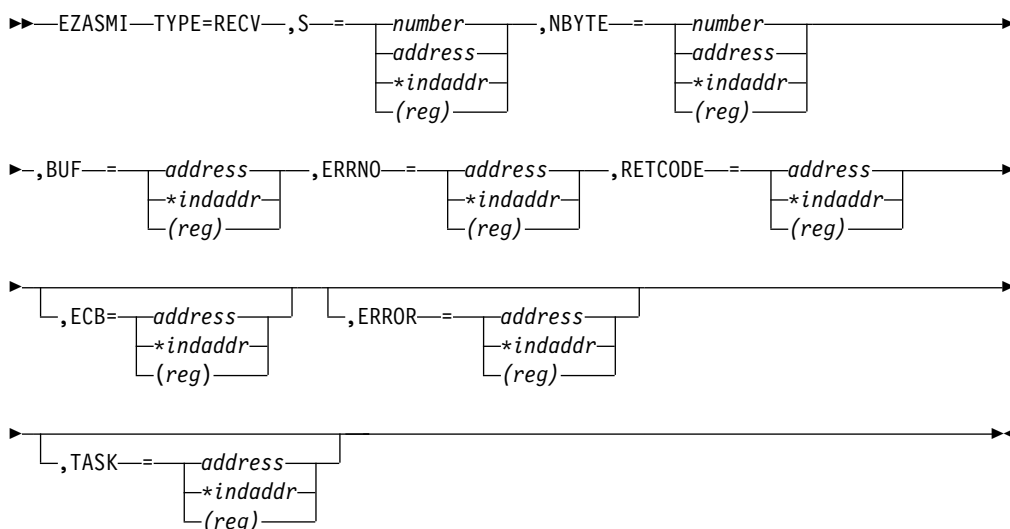 EZASMI TYPE=RECV ,S = number ,NBYTE = number
address address
*indaddr *indaddr
(reg) (reg)
,BUF = address ,ERRNO = address ,RETCODE = address
*indaddr *indaddr *indaddr
(reg) (reg) (reg)
,ECB= address ,ERROR = address
*indaddr *indaddr
(reg) (reg)
,TASK = address
*indaddr
(reg)